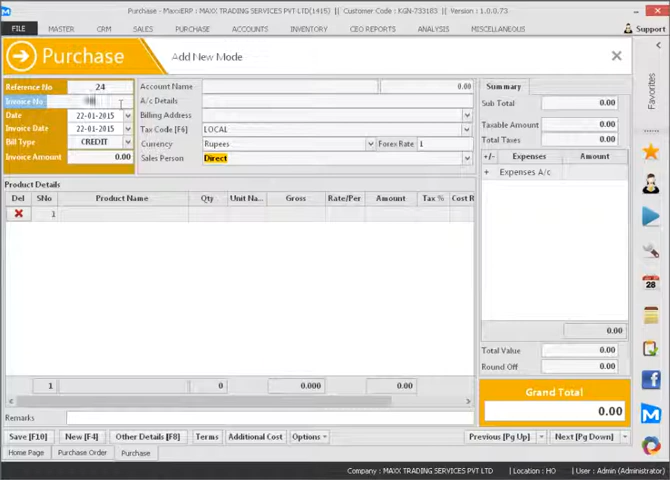 Purchase - MaxxERP : MAXX TRADING SERVICES PVT LTD(1415) || Customer Code : KGN-733183 || Version : 1.0.0.73
FILE MASTER CRM SALES PURCHASE ACCOUNTS INVENTORY CEO REPORTS ANALYSIS MISCELLANEOUS Support
Purchase Add New Mode
Reference No 24 Account Name 0.00 Summary
Invoice No A/c Details Sub Total 0.00
Date 22-01-2015 Billing Address
Invoice Date 22-01-2015 Tax Code [F6] LOCAL Taxable Amount 0.00
Bill Type CREDIT Currency Rupees Forex Rate 1 Total Taxes 0.00
Invoice Amount 0.00 Sales Person Direct +/- Expenses Amount
+ Expenses A/c
Favorites
Product Details
Del SNo Product Name Qty Unit Na... Gross Rate/Per Amount Tax % Cost R
1
28
0.00
Total Value 0.00
Round Off 0.00
1 0 0.000 0.00
Grand Total
0.00
Remarks
Save [F10] New [F4] Other Details [F8] Terms Additional Cost Options Previous [Pg Up] Next [Pg Down]
Home Page Purchase Order Purchase
Company : MAXX TRADING SERVICES PVT LTD Location : HO User : Admin (Administrator)